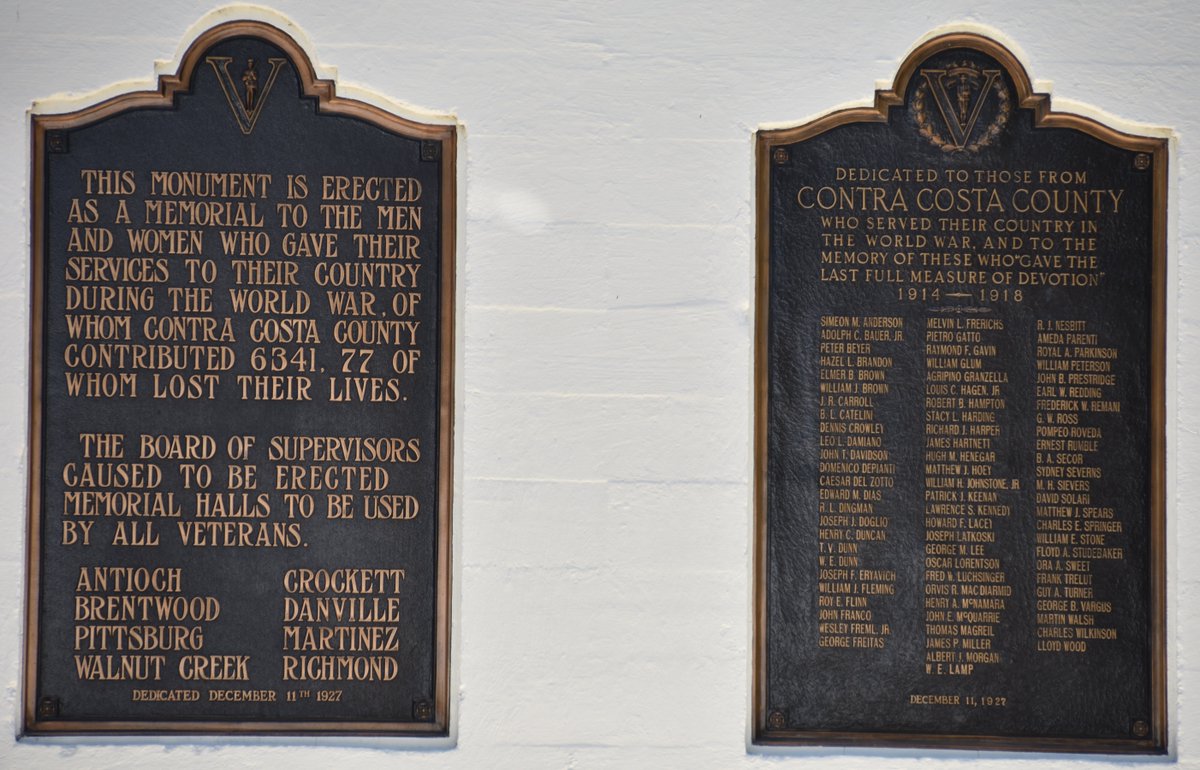 THIS MONUMENT IS ERECTED
AS A MEMORIAL TO THE MEN
AND WOMEN WHO GAVE THEIR
SERVICES TO THEIR COUNTRY
DURING THE WORLD WAR, OF
WHOM CONTRA COSTA COUNTY
CONTRIBUTED 6341, 77 OF
WHOM LOST THEIR LIVES.
THE BOARD OF SUPERVISORS
CAUSED TO BE ERECTED
MEMORIAL HALLS TO BE USED
BY ALL VETERANS.
ANTIOCH CROCKETT
BRENTWOOD DANVILLE
PITTSBURG MARTINEZ
WALNUT CREEK RICHMOND
DEDICATED DECEMBER 11TH 1927
V
DEDICATED TO THOSE FROM
CONTRA COSTA COUNTY
WHO SERVED THEIR COUNTRY IN
THE WORLD WAR, AND TO THE
MEMORY OF THESE WHO "GAVE THE
LAST FULL MEASURE OF DEVOTION"
1914 — 1918
SIMEON M. ANDERSON
ADOLPH C. BAUER, JR.
PETER BEYER
HAZEL L. BRANDON
ELMER B. BROWN
WILLIAM J. BROWN
J. R. CARROLL
B. L. CATELINI
DENNIS CROWLEY
LEO L. DAMIANO
JOHN T. DAVIDSON
DOMENICO DEPIANTI
CAESAR DEL ZOTTO
EDWARD M. DIAS
R. L. DINGMAN
JOSEPH J. DOGLIO
HENRY C. DUNCAN
T. V. DUNN
W. E. DUNN
JOSEPH F. ERYAVICH
WILLIAM J. FLEMING
ROY E. FLINN
JOHN FRANCO
WESLEY FREML, JR.
GEORGE FREITAS
MELVIN L. FRERICHS
PIETRO GATTO
RAYMOND F. GAVIN
WILLIAM GLUM
AGRIPINO GRANZELLA
LOUIS C. HAGEN, JR.
ROBERT B. HAMPTON
STACY L. HARDING
RICHARD J. HARPER
JAMES HARTNETT
HUGH M. HENEGAR
MATTHEW J. HOEY
WILLIAM H. JOHNSTONE, JR
PATRICK J. KEENAN
LAWRENCE S. KENNEDY
HOWARD F. LACEY
JOSEPH LATKOSKI
GEORGE M. LEE
OSCAR LORENTSON
FRED W. LUCHSINGER
ORVIS R. MAC DIARMID
HENRY A. McNAMARA
JOHN E. McQUARRIE
THOMAS MAGREIL
JAMES P. MILLER
ALBERT J. MORGAN
W. E. LAMP
R. J. NESBITT
AMEDA PARENTI
ROYAL A. PARKINSON
WILLIAM PETERSON
JOHN B. PRESTRIDGE
EARL W. REDDING
FREDERICK W. REMANI
G. W. ROSS
POMPEO ROVEDA
ERNEST RUMBLE
B. A. SECOR
SYDNEY SEVERNS
M. H. SIEVERS
DAVID SOLARI
MATTHEW J. SPEARS
CHARLES E. SPRINGER
WILLIAM E. STONE
FLOYD A. STUDEBAKER
ORA A. SWEET
FRANK TRELUT
GUY A. TURNER
GEORGE B. VARGUS
MARTIN WALSH
CHARLES WILKINSON
LLOYD WOOD
DECEMBER 11, 1927